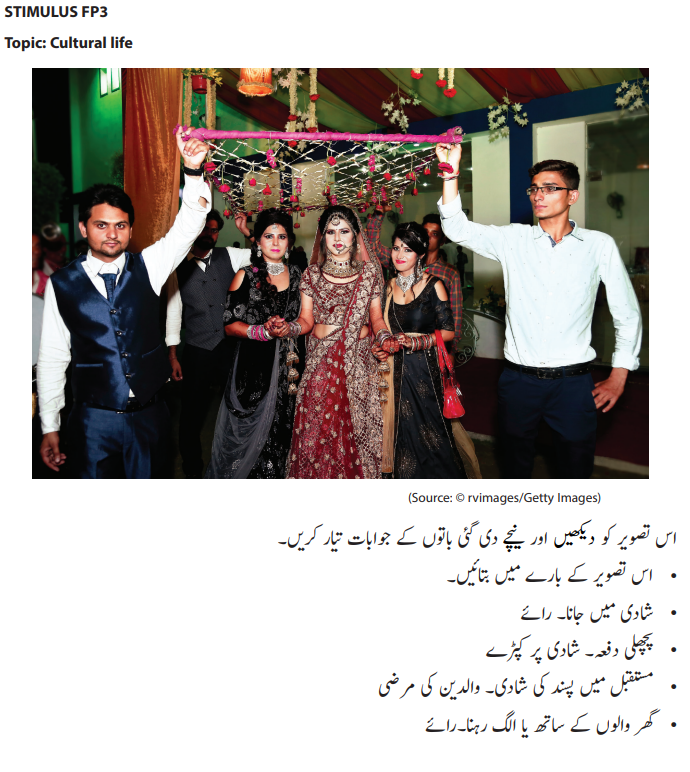 STIMULUS FP3
Topic: Cultural life
(Source: © rvimages/Getty Images)
اس تصویر کو دیکھیں اور نیچے دی گئی باتوں کے جوابات تیار کریں۔
• اس تصویر کے بارے میں بتائیں۔
• شادی میں جانا۔ رائے
• پچھلی دفعہ۔ شادی پر کپڑے
• مستقبل میں پسند کی شادی۔ والدین کی مرضی
• گھر والوں کے ساتھ یا الگ رہنا۔رائے